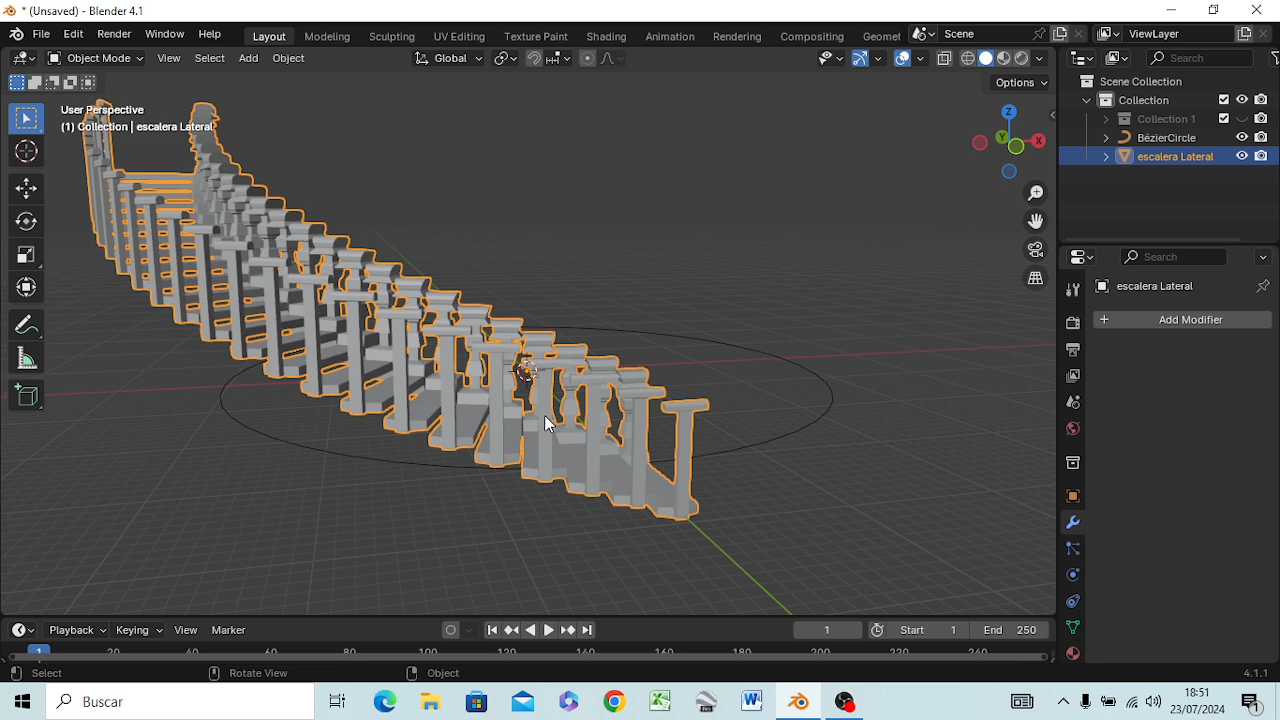 * (Unsaved) - Blender 4.1
File Edit Render Window Help Layout Modeling Sculpting UV Editing Texture Paint Shading Animation Rendering Compositing Geomet Scene ViewLayer
Object Mode View Select Add Object Global Search
Options
User Perspective
(1) Collection | escalera Lateral
Z
Y X
Scene Collection
Collection
Collection 1
BézierCircle
escalera Lateral
Search
escalera Lateral
+ Add Modifier
Playback Keying View Marker 1 Start 1 End 250
1 20 40 60 80 100 120 140 160 180 200 220 240
Select Rotate View Object 4.1.1
Buscar
18:51
23/07/2024
1